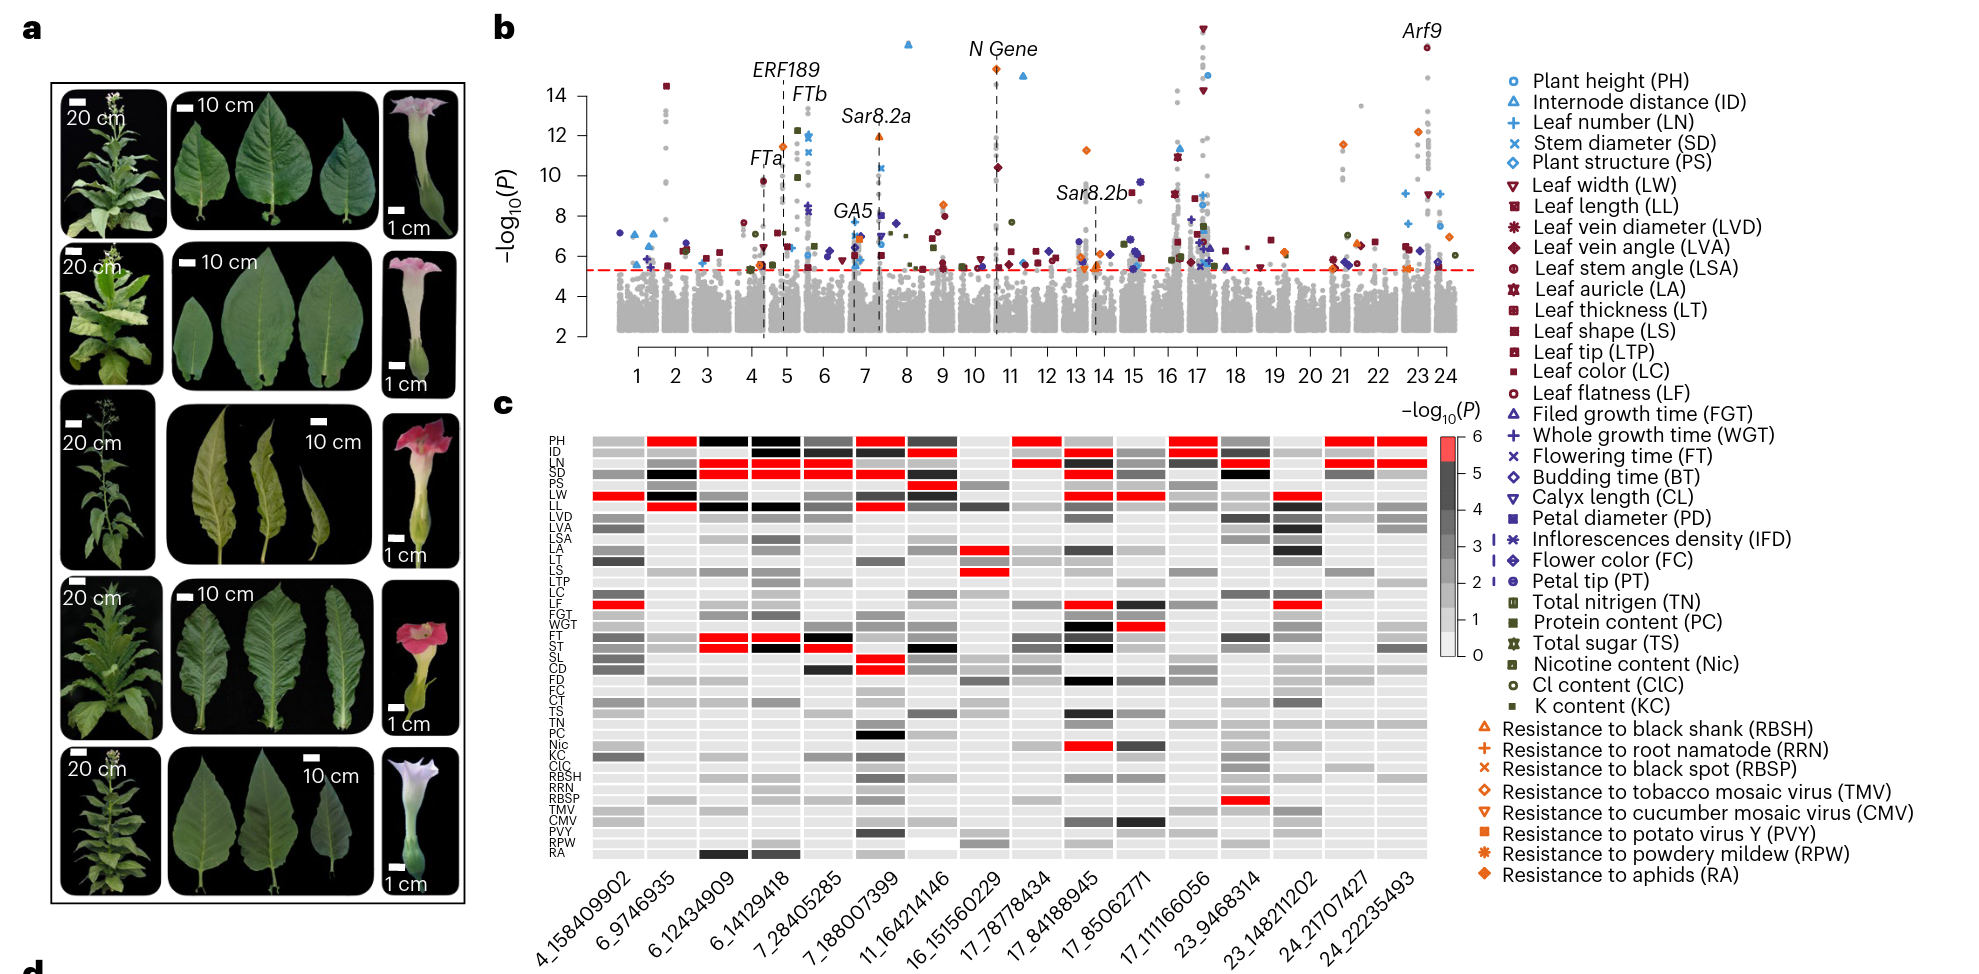 a
20 cm
10 cm
1 cm
20 cm
10 cm
1 cm
20 cm
10 cm
1 cm
20 cm
10 cm
1 cm
20 cm
10 cm
1 cm
b
–log10(P)
14
12
10
8
6
4
2
FTa
ERF189
FTb
GA5
Sar8.2a
N Gene
Sar8.2b
Arf9
1 2 3 4 5 6 7 8 9 10 11 12 13 14 15 16 17 18 19 20 21 22 23 24
Plant height (PH)
Internode distance (ID)
Leaf number (LN)
Stem diameter (SD)
Plant structure (PS)
Leaf width (LW)
Leaf length (LL)
Leaf vein diameter (LVD)
Leaf vein angle (LVA)
Leaf stem angle (LSA)
Leaf auricle (LA)
Leaf thickness (LT)
Leaf shape (LS)
Leaf tip (LTP)
Leaf color (LC)
Leaf flatness (LF)
Filed growth time (FGT)
Whole growth time (WGT)
Flowering time (FT)
Budding time (BT)
Calyx length (CL)
Petal diameter (PD)
Inflorescences density (IFD)
Flower color (FC)
Petal tip (PT)
Total nitrogen (TN)
Protein content (PC)
Total sugar (TS)
Nicotine content (Nic)
Cl content (ClC)
K content (KC)
Resistance to black shank (RBSH)
Resistance to root namatode (RRN)
Resistance to black spot (RBSP)
Resistance to tobacco mosaic virus (TMV)
Resistance to cucumber mosaic virus (CMV)
Resistance to potato virus Y (PVY)
Resistance to powdery mildew (RPW)
Resistance to aphids (RA)
c
–log10(P)
6
5
4
3
2
1
0
PH
ID
LN
SD
PS
LW
LL
LVD
LVA
LSA
LA
LT
LS
LTP
LC
LF
FGT
WGT
FT
ST
SL
CD
FD
FC
CT
TS
TN
PC
Nic
KC
ClC
RBSH
RRN
RBSP
TMV
CMV
PVY
RPW
RA
4_158409902
6_9746935
6_12434909
6_14129418
7_28405285
7_188007399
11_164214146
16_151560229
17_78778434
17_84188945
17_85062771
17_111166056
23_9468314
23_148211202
24_21707427
24_22235493
d